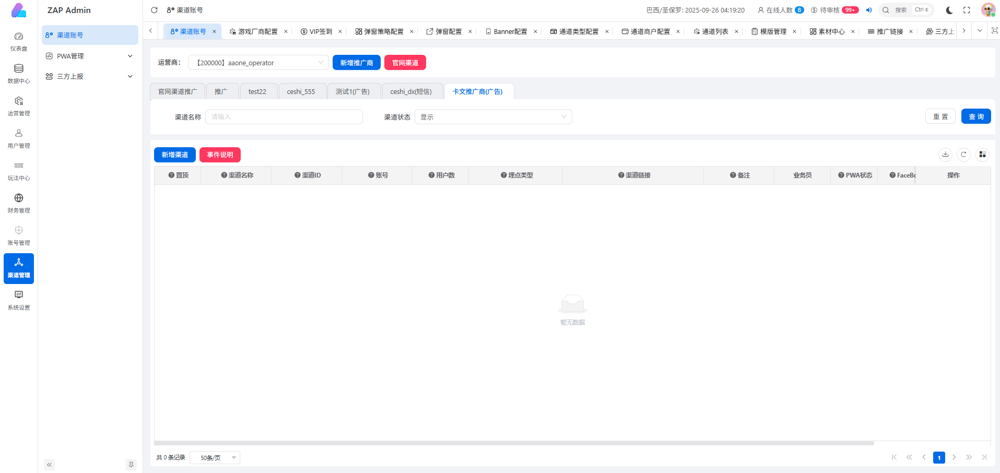 ZAP Admin
渠道账号
巴西/圣保罗: 2025-09-26 04:19:20
在线人数 8
待审核 99+
搜索 Ctrl K
仪表盘
数据中心
运营管理
用户管理
玩法中心
财务管理
账号管理
渠道管理
系统设置
渠道账号
PWA管理
三方上报
渠道账号
游戏厂商配置
VIP签到
弹窗策略配置
弹窗配置
Banner配置
通道类型配置
通道商户配置
通道列表
模版管理
素材中心
推广链接
三方上
运营商：
【200000】aaone_operator
新增推广商
官网渠道
官网渠道推广
推广
test22
ceshi_555
测试1(广告)
ceshi_dx(短信)
卡文推广商(广告)
渠道名称 请输入
渠道状态 显示
重 置
查 询
新增渠道
事件说明
置顶
渠道名称
渠道ID
账号
用户数
埋点类型
渠道链接
备注
业务员
PWA状态
FaceBo
操作
暂无数据
共 0 条记录
50条/页
1